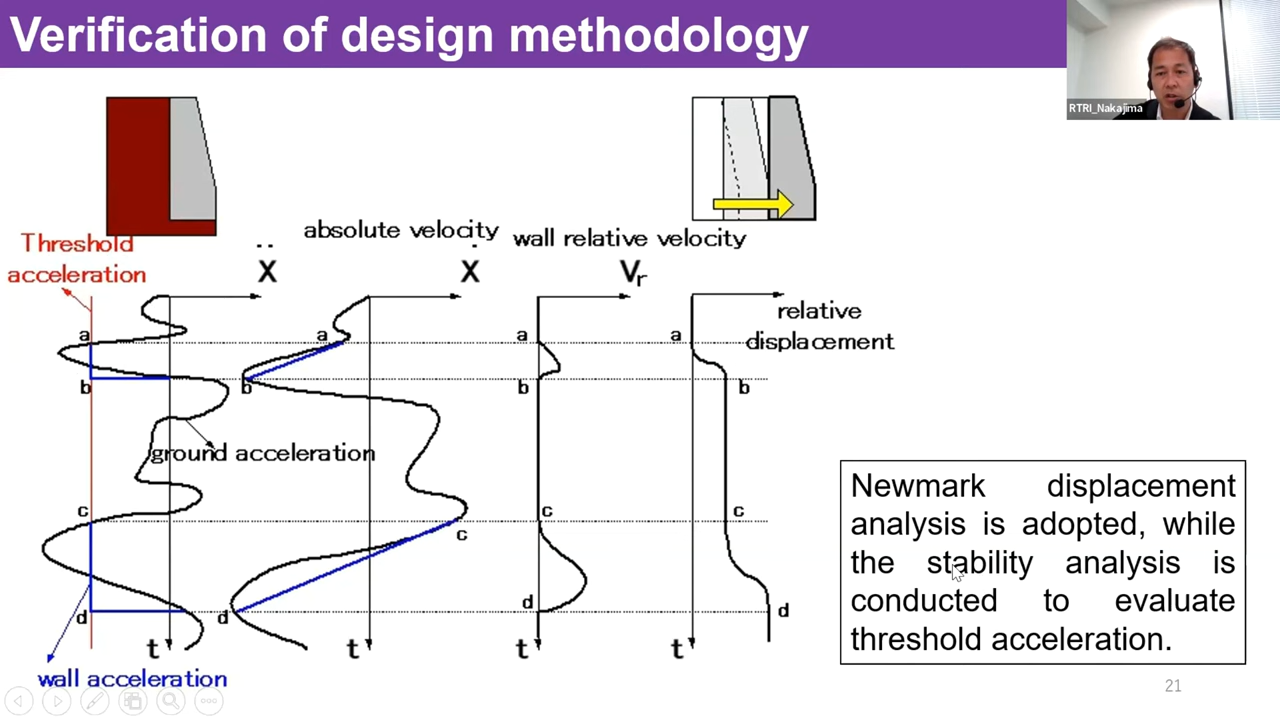 Verification of design methodology
RTRI_Nakajima
Threshold
acceleration
Ẍ
absolute velocity
Ẋ
wall relative velocity
Vr
relative
displacement
a
a
a
a
b
b
b
b
ground acceleration
c
c
c
c
d
d
d
d
t
t
t
t
wall acceleration
Newmark displacement
analysis is adopted, while
the stability analysis is
conducted to evaluate
threshold acceleration.
21